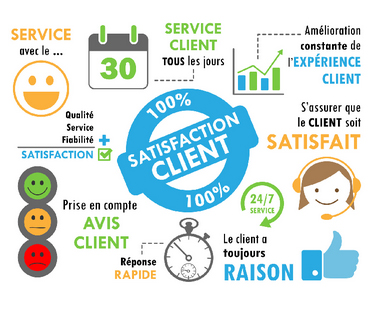 SERVICE
avec le ...
30
SERVICE
CLIENT
TOUS les jours
Amélioration
constante de
l'EXPÉRIENCE
CLIENT
Qualité
Service
Fiabilité +
SATISFACTION
100%
SATISFACTION
CLIENT
100%
S'assurer que
le CLIENT soit
SATISFAIT
24/7
SERVICE
Prise en compte
AVIS
CLIENT
Réponse
RAPIDE
Le client a
toujours
RAISON